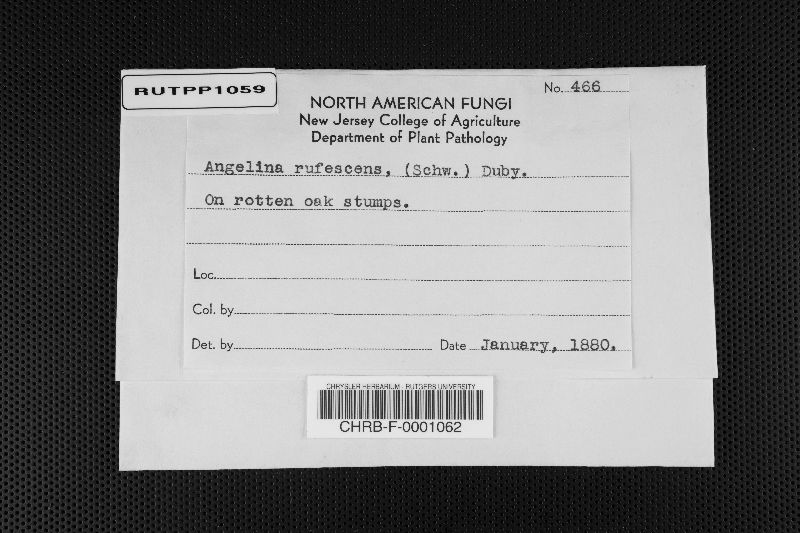 RUTPP1059
No. 466
NORTH AMERICAN FUNGI
New Jersey College of Agriculture
Department of Plant Pathology
Angelina rufescens, (Schw.) Duby.
On rotten oak stumps.
Loc.
Col. by
Det. by Date January, 1880.
CHRYSLER HERBARIUM - RUTGERS UNIVERSITY
CHRB-F-0001062